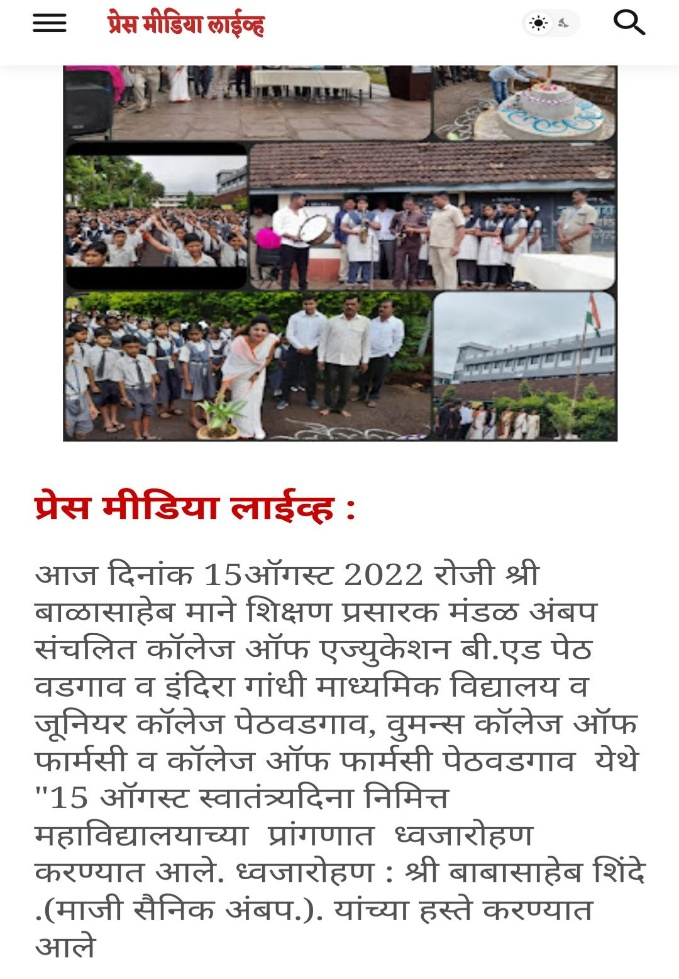 प्रेस मीडिया लाईव्ह
प्रेस मीडिया लाईव्ह :
आज दिनांक 15ऑगस्ट 2022 रोजी श्री
बाळासाहेब माने शिक्षण प्रसारक मंडळ अंबप
संचलित कॉलेज ऑफ एज्युकेशन बी.एड पेठ
वडगाव व इंदिरा गांधी माध्यमिक विद्यालय व
जूनियर कॉलेज पेठवडगाव, वुमन्स कॉलेज ऑफ
फार्मसी व कॉलेज ऑफ फार्मसी पेठवडगाव  येथे
"15 ऑगस्ट स्वातंत्र्यदिना निमित्त
महाविद्यालयाच्या  प्रांगणात  ध्वजारोहण
करण्यात आले. ध्वजारोहण : श्री बाबासाहेब शिंदे
.(माजी सैनिक अंबप.). यांच्या हस्ते करण्यात
आले